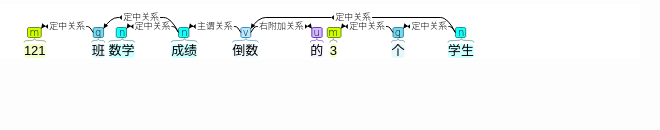 定中关系 定中关系
定中关系 定中关系 主谓关系 右附加关系 定中关系 定中关系
m q n n v u m q n
121 班 数学 成绩 倒数 的 3 个 学生